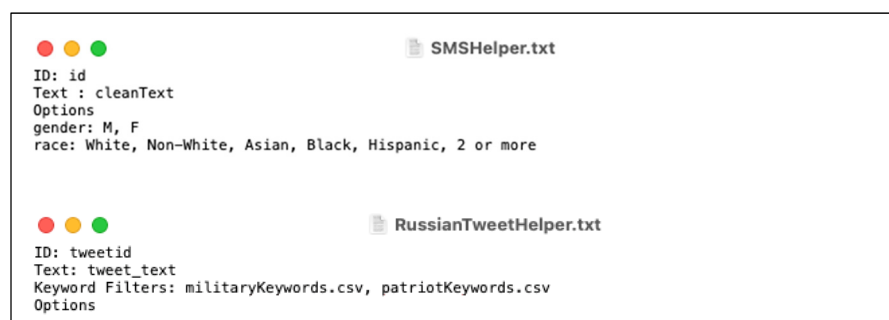 SMSHelper.txt
ID: id
Text : cleanText
Options
gender: M, F
race: White, Non-White, Asian, Black, Hispanic, 2 or more
RussianTweetHelper.txt
ID: tweetid
Text: tweet_text
Keyword Filters: militaryKeywords.csv, patriotKeywords.csv
Options